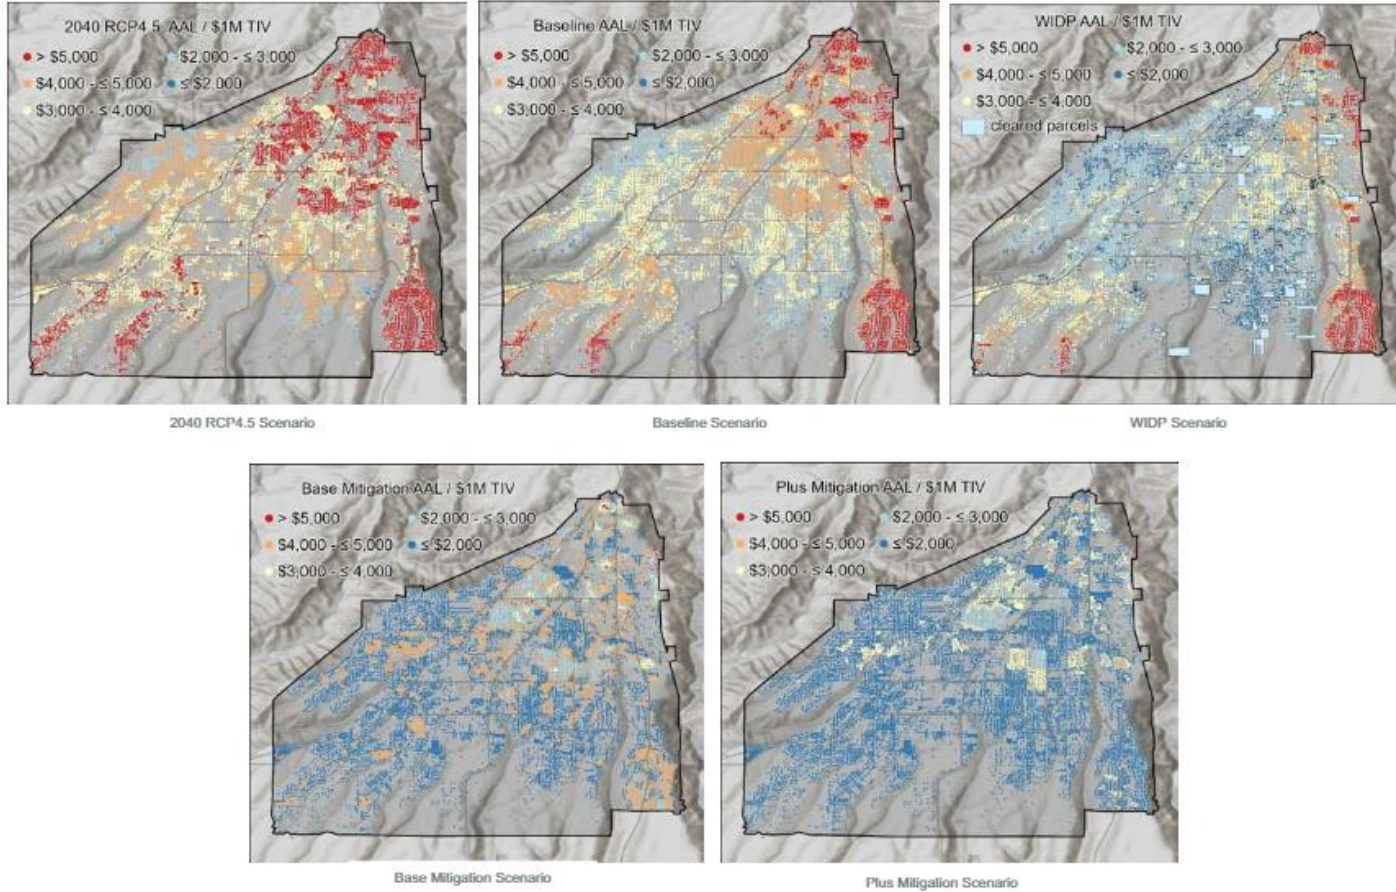 2040 RCP4.5 AAL / $1M TIV
> $5,000 $2,000 - ≤ 3,000
$4,000 - ≤ 5,000 ≤ $2,000
$3,000 - ≤ 4,000
2040 RCP4.5 Scenario
Baseline AAL / $1M TIV
> $5,000 $2,000 - ≤ 3,000
$4,000 - ≤ 5,000 ≤ $2,000
$3,000 - ≤ 4,000
Baseline Scenario
WIDP AAL / $1M TIV
> $5,000 $2,000 - ≤ 3,000
$4,000 - ≤ 5,000 ≤ $2,000
$3,000 - ≤ 4,000
cleared parcels
WIDP Scenario
Base Mitigation AAL / $1M TIV
> $5,000 $2,000 - ≤ 3,000
$4,000 - ≤ 5,000 ≤ $2,000
$3,000 - ≤ 4,000
Base Mitigation Scenario
Plus Mitigation AAL / $1M TIV
> $5,000 $2,000 - ≤ 3,000
$4,000 - ≤ 5,000 ≤ $2,000
$3,000 - ≤ 4,000
Plus Mitigation Scenario